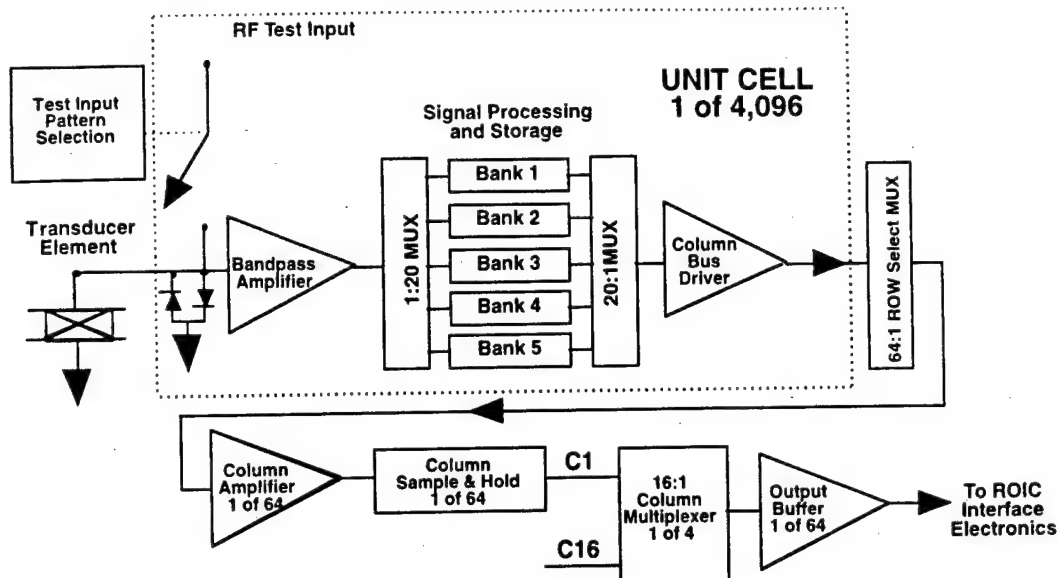 RF Test Input
Test Input
Pattern
Selection
UNIT CELL
1 of 4,096
Signal Processing
and Storage
Transducer
Element
Bandpass
Amplifier
1:20 MUX
Bank 1
Bank 2
Bank 3
Bank 4
Bank 5
20:1MUX
Column
Bus
Driver
64:1 ROW Select MUX
Column
Amplifier
1 of 64
Column
Sample & Hold
1 of 64
C1
C16
16:1
Column
Multiplexer
1 of 4
Output
Buffer
1 of 64
To ROIC
Interface
Electronics